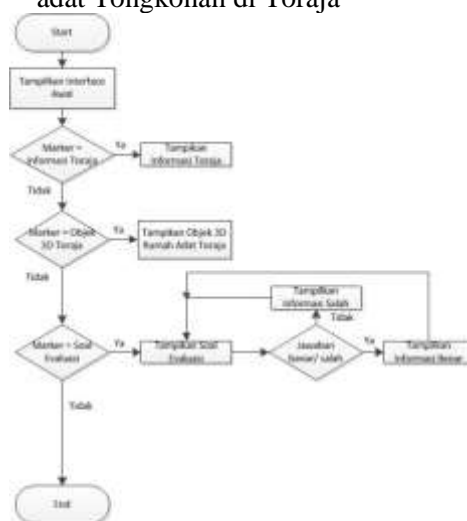 adat Tongkonan di Toraja
Start
Tampilkan Interface
Awal
Marker =
Informasi Toraja
Ya
Tampilkan
Informasi Toraja
Tidak
Marker = Objek
3D Toraja
Ya
Tampilkan Objek 3D
Rumah Adat Toraja
Tidak
Marker = Soal
Evaluasi
Ya
Tampilkan Soal
Evaluasi
Jawaban
benar/ salah
Tidak
Tampilkan
Informasi Salah
Ya
Tampilkan
Informasi Benar
Tidak
End